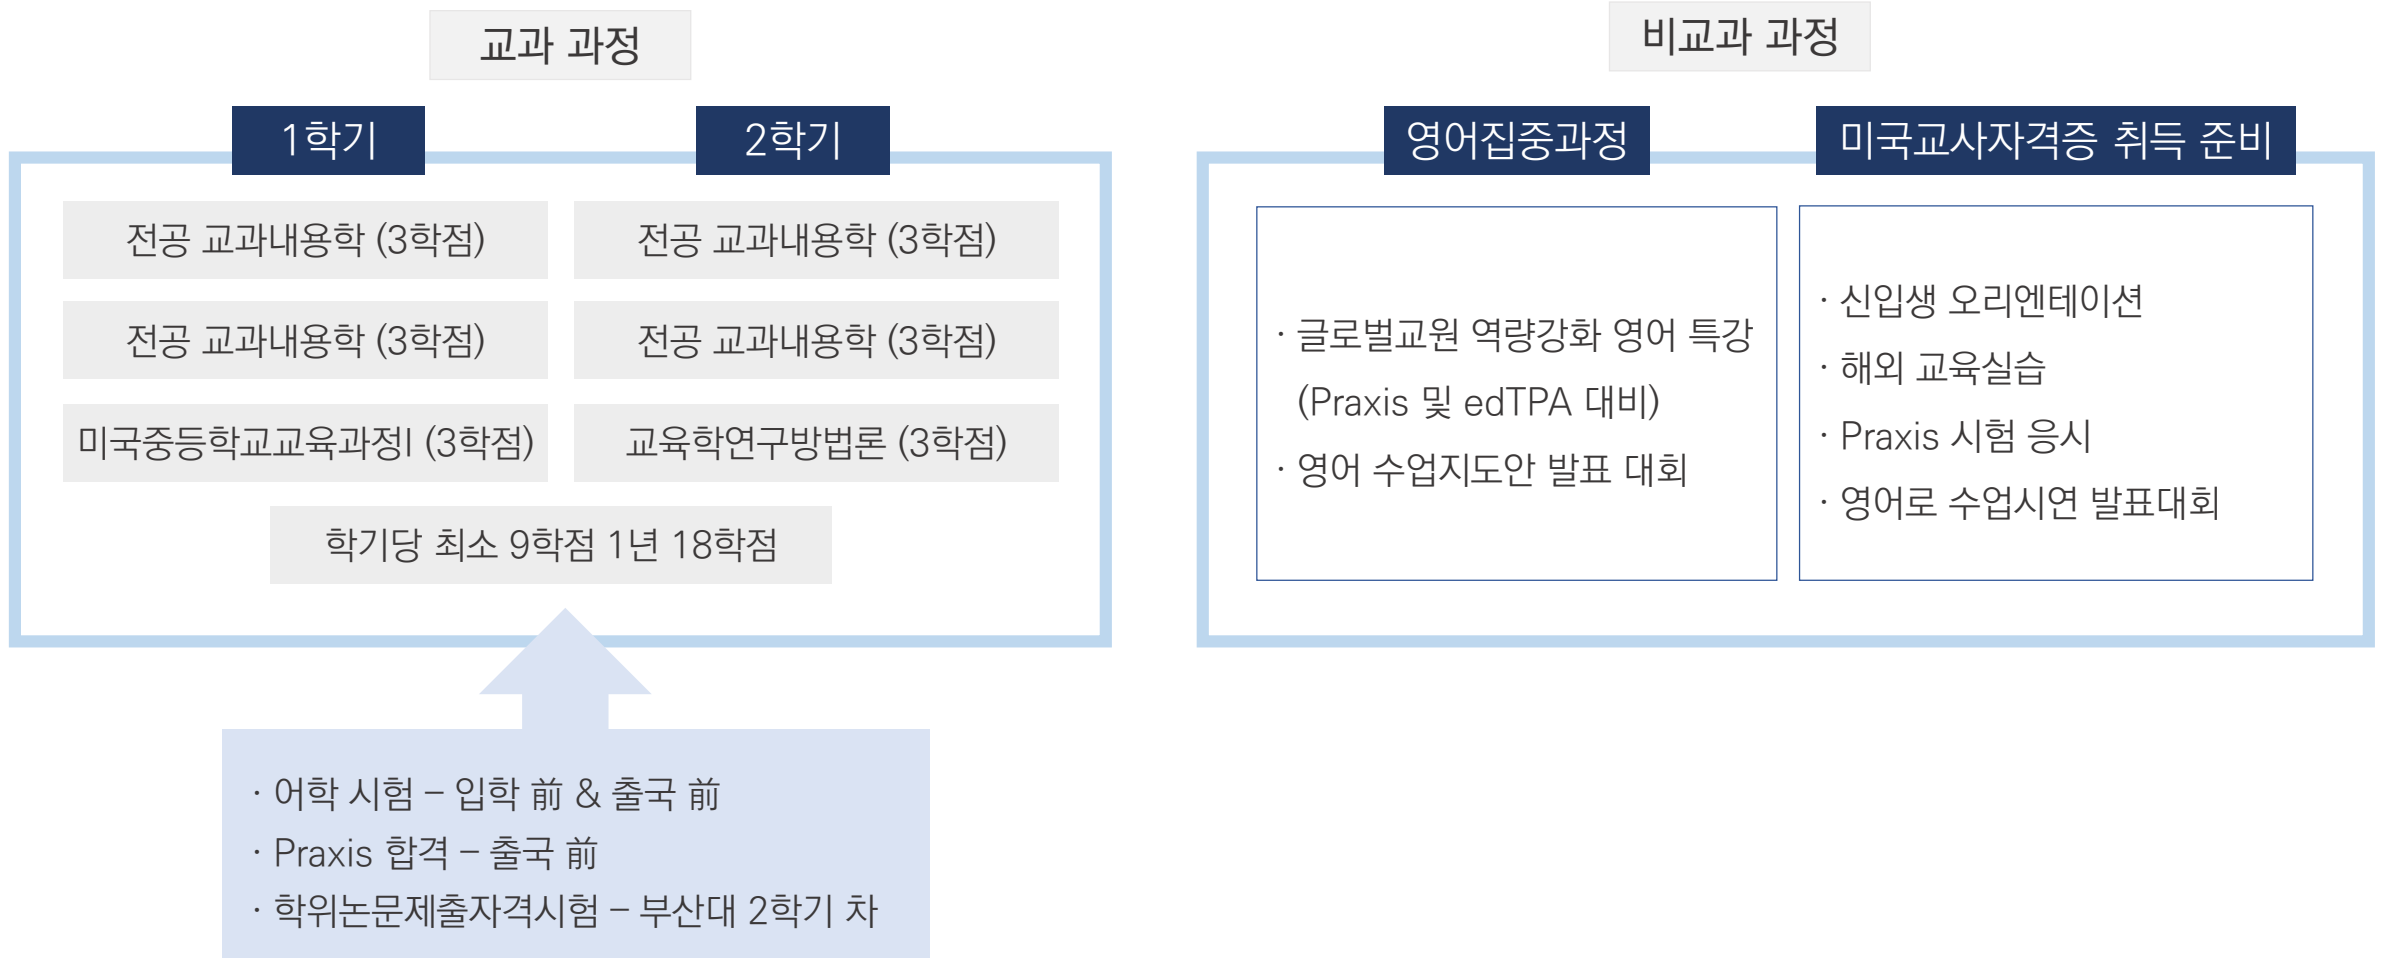 교과 과정
1학기
2학기
전공 교과내용학 (3학점)
전공 교과내용학 (3학점)
전공 교과내용학 (3학점)
전공 교과내용학 (3학점)
미국중등학교교육과정I (3학점)
교육학연구방법론 (3학점)
학기당 최소 9학점 1년 18학점
· 어학 시험 – 입학 前 & 출국 前
· Praxis 합격 – 출국 前
· 학위논문제출자격시험 – 부산대 2학기 차
비교과 과정
영어집중과정
· 글로벌교원 역량강화 영어 특강
(Praxis 및 edTPA 대비)
· 영어 수업지도안 발표 대회
미국교사자격증 취득 준비
· 신입생 오리엔테이션
· 해외 교육실습
· Praxis 시험 응시
· 영어로 수업시연 발표대회